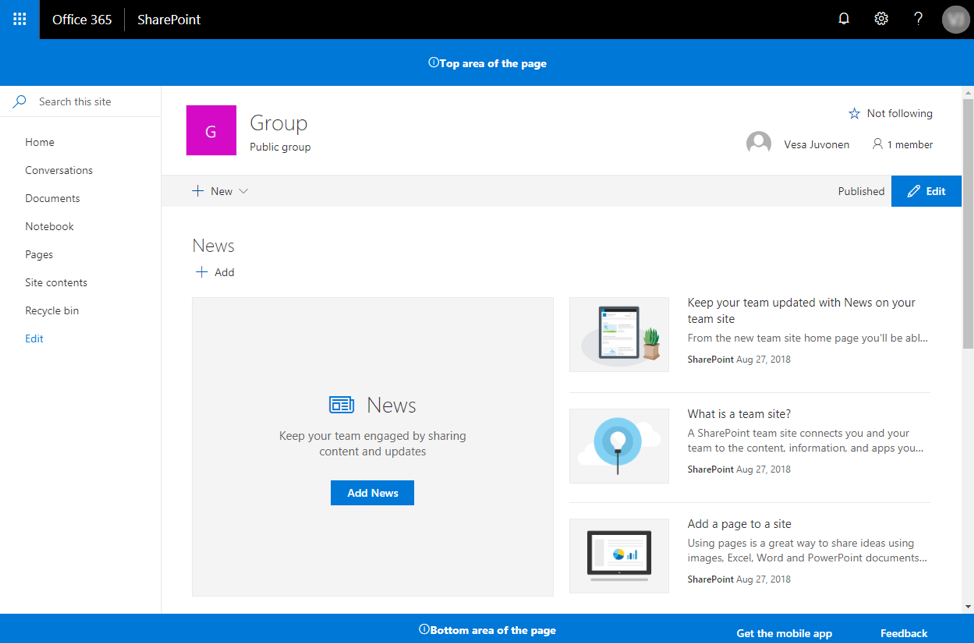 Office 365 SharePoint
Top area of the page
Search this site
Home
Conversations
Documents
Notebook
Pages
Site contents
Recycle bin
Edit
G
Group
Public group
Not following
Vesa Juvonen 1 member
New
Published Edit
News
Add
News
Keep your team engaged by sharing
content and updates
Add News
Keep your team updated with News on your
team site
From the new team site home page you'll be abl...
SharePoint Aug 27, 2018
What is a team site?
A SharePoint team site connects you and your
team to the content, information, and apps you...
SharePoint Aug 27, 2018
Add a page to a site
Using pages is a great way to share ideas using
images, Excel, Word and PowerPoint documents...
SharePoint Aug 27, 2018
Bottom area of the page
Get the mobile app Feedback